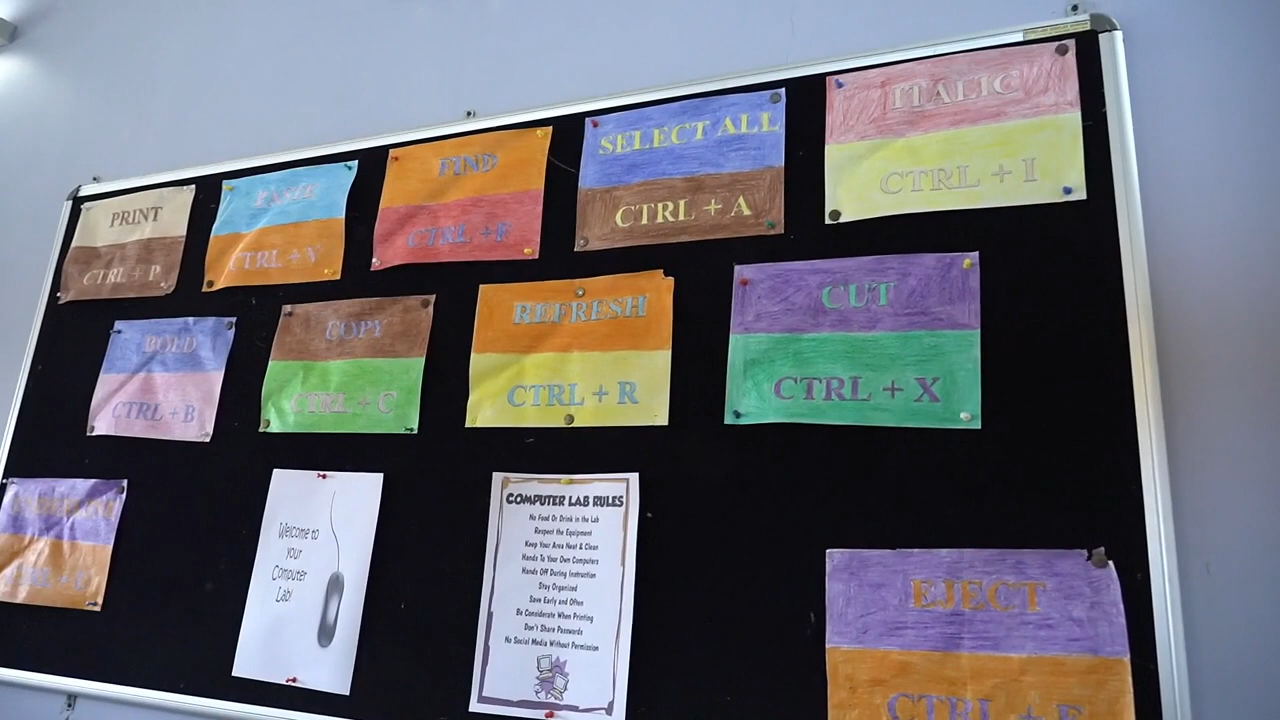 PRINT
CTRL + P
PASTE
CTRL + V
FIND
CTRL +F
SELECT ALL
CTRL + A
ITALIC
CTRL + I
BOLD
CTRL + B
COPY
CTRL + C
REFRESH
CTRL + R
CUT
CTRL + X
UNDERLINE
CTRL + U
Welcome to
your
Computer
Lab!
COMPUTER LAB RULES
No Food Or Drink in the Lab
Respect the Equipment
Keep Your Area Neat & Clean
Hands To Your Own Computers
Hands Off During Instruction
Stay Organized
Save Early and Often
Be Considerate When Printing
Don't Share Passwords
No Social Media Without Permission
EJECT
CTRL + E